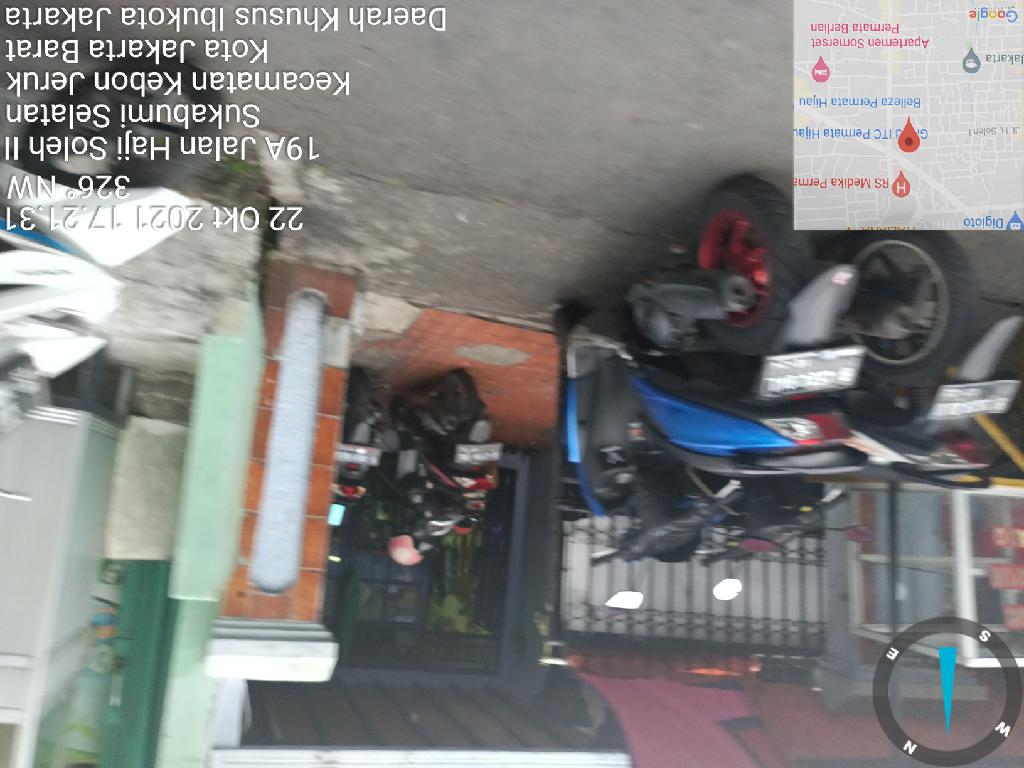 N
W
E
S
22 Okt 2021 17.21.31
326° NW
19A Jalan Haji Soleh II
Sukabumi Selatan
Kecamatan Kebon Jeruk
Kota Jakarta Barat
Daerah Khusus Ibukota Jakarta
Digioto
RS Medika Perma
Jl. H. Soleh I
ITC Permata Hijau
Belleza Permata Hijau
Jakarta
Apartemen Somerset
Permata Berlian
Google